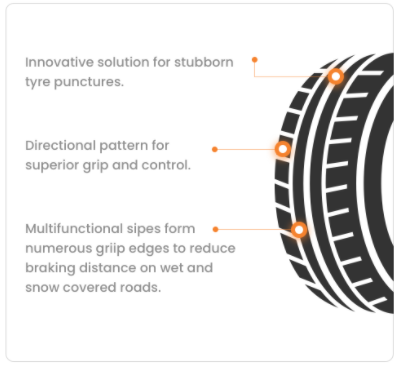 Innovative solution for stubborn
tyre punctures.
Directional pattern for
superior grip and control.
Multifunctional sipes form
numerous griip edges to reduce
braking distance on wet and
snow covered roads.